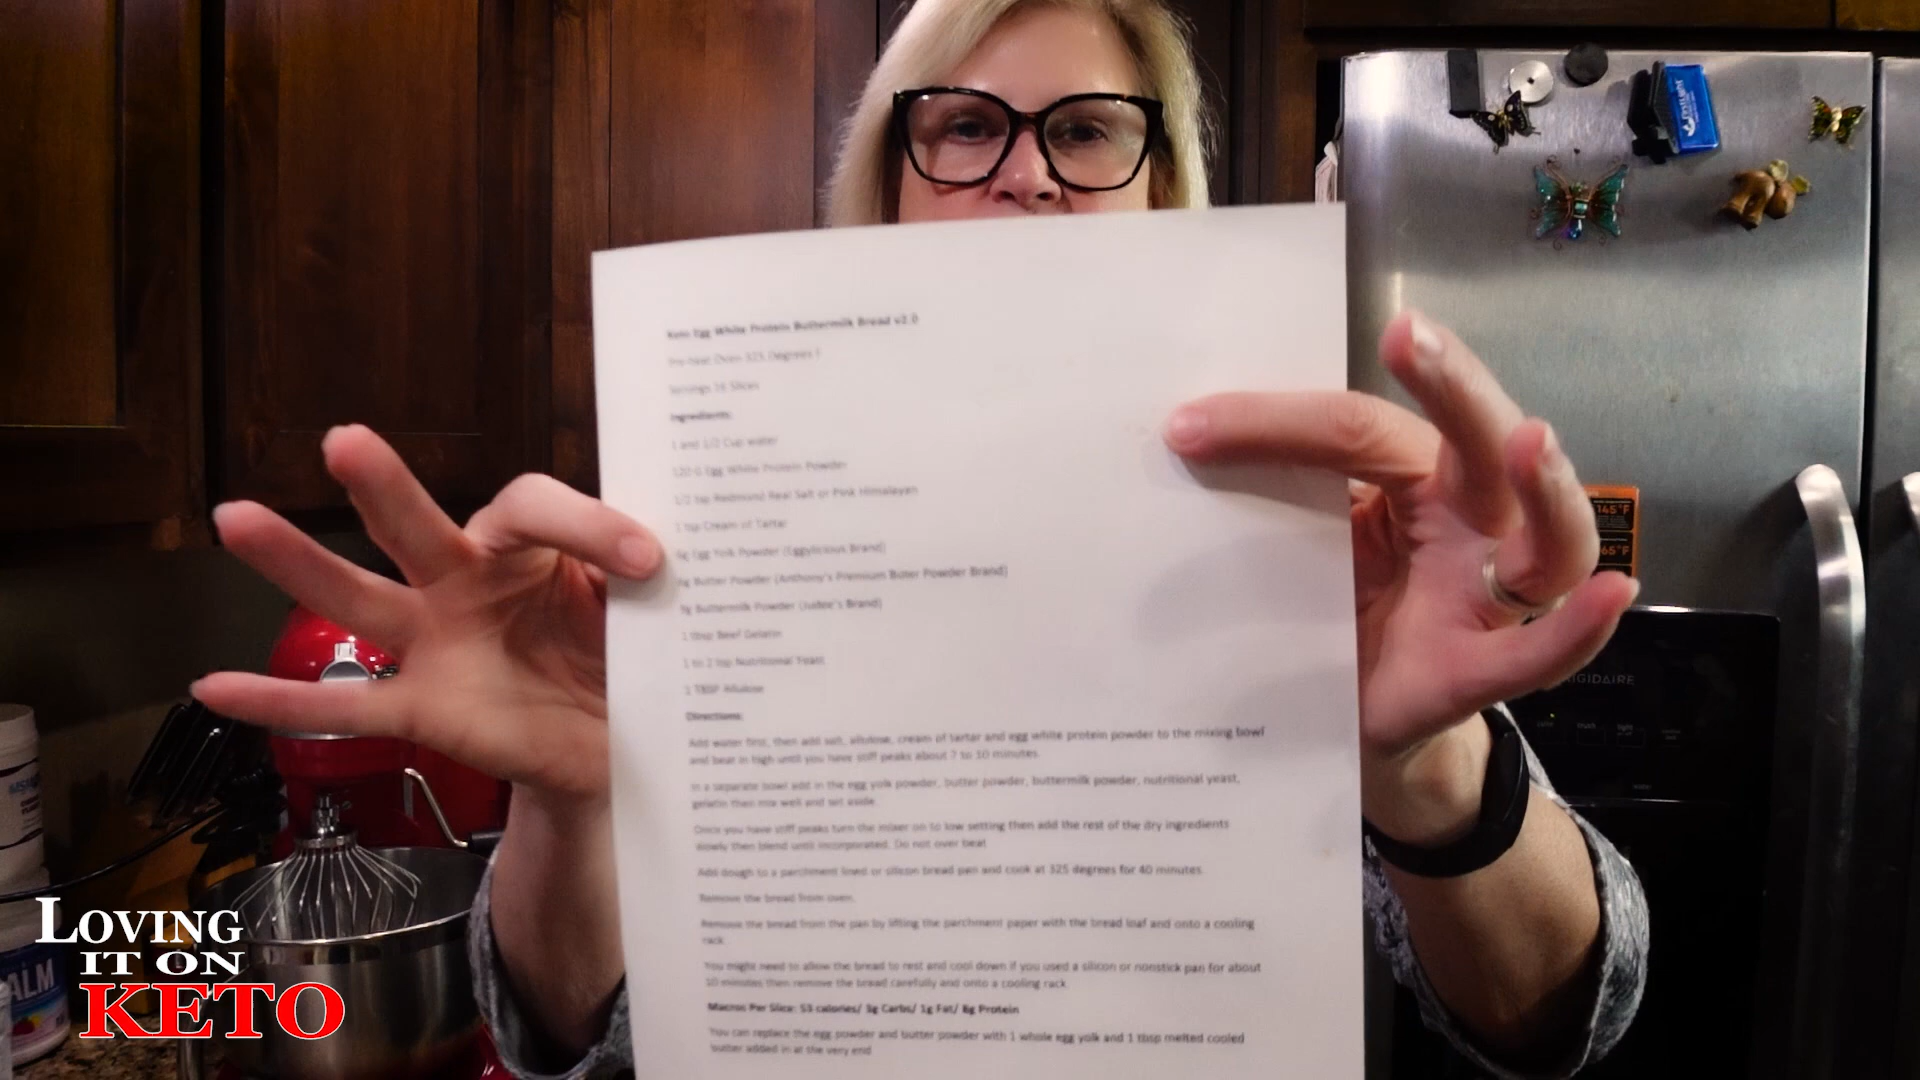 Keto Egg White Protein Buttermilk Bread v2.0
Pre-heat Oven 325 Degrees F
Servings 16 Slices
Ingredients:
1 and 1/2 Cup water
120 G Egg White Protein Powder
1/2 tsp Redmond Real Salt or Pink Himalayan
1 tsp Cream of Tartar
Egg Yolk Powder (Eggylicious Brand)
Butter Powder (Anthony's Premium Buter Powder Brand)
Buttermilk Powder (Judee's Brand)
1 tbsp Beef Gelatin
1 to 2 tsp Nutritional Yeast
1 TBSP Allulose
Directions:
Add water first, then add salt, allulose, cream of tartar and egg white protein powder to the mixing bowl
and beat in high until you have stiff peaks about 7 to 10 minutes.
In a separate bowl add in the egg yolk powder, butter powder, buttermilk powder, nutritional yeast,
gelatin then mix well and set aside.
Once you have stiff peaks turn the mixer on to low setting then add the rest of the dry ingredients
slowly then blend until incorporated. Do not over beat
Add dough to a parchment lined or silicon bread pan and cook at 325 degrees for 40 minutes.
Remove the bread from oven.
Remove the bread from the pan by lifting the parchment paper with the bread loaf and onto a cooling
rack.
You might need to allow the bread to rest and cool down if you used a silicon or nonstick pan for about
10 minutes then remove the bread carefully and onto a cooling rack.
Macros Per Slice: 53 calories/ 3g Carbs/ 1g Fat/ 8g Protein
You can replace the egg powder and butter powder with 1 whole egg yolk and 1 tbsp melted cooled
butter added in at the very end
145°F
65°F
FRIGIDAIRE
ALM
LOVING
IT ON
KETO